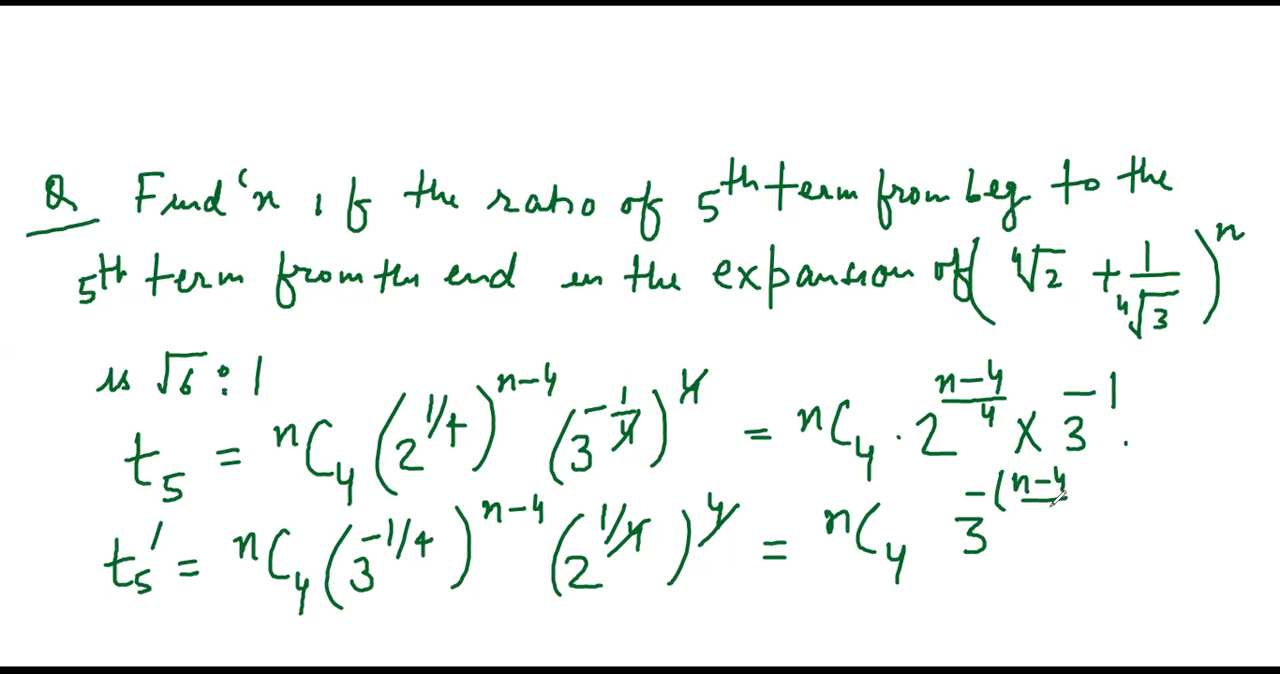 Q Find 'n , if the ratio of 5th term from beg to the
5th term from the end in the expansion of (∜2 + 1/∜3)ⁿ
is √6 : 1
t₅ = ⁿC₄ (2^{1/4})^{n-4} (3^{-1/4})^4 = ⁿC₄ · 2^{(n-4)/4} × 3^{-1}.
t₅' = ⁿC₄ (3^{-1/4})^{n-4} (2^{1/4})^4 = ⁿC₄ 3^{-(n-4